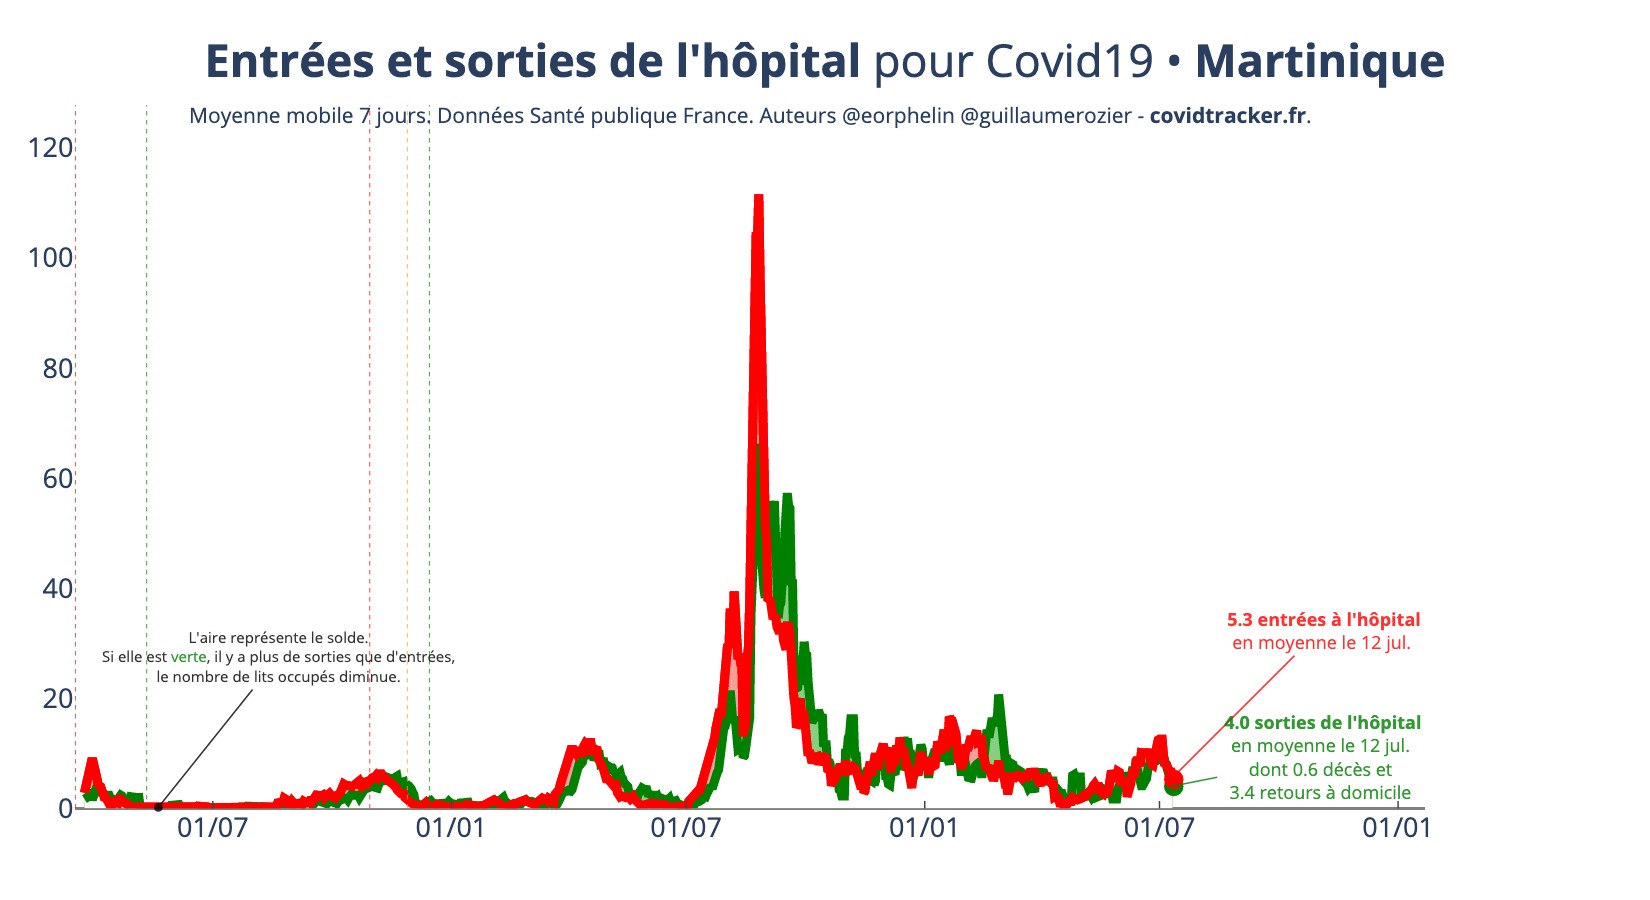 Entrées et sorties de l'hôpital pour Covid19 • Martinique
Moyenne mobile 7 jours. Données Santé publique France. Auteurs @eorphelin @guillaumerozier - covidtracker.fr.
120
100
80
60
40
20
0
L'aire représente le solde.
Si elle est verte, il y a plus de sorties que d'entrées,
le nombre de lits occupés diminue.
5.3 entrées à l'hôpital
en moyenne le 12 jul.
4.0 sorties de l'hôpital
en moyenne le 12 jul.
dont 0.6 décès et
3.4 retours à domicile
01/07
01/01
01/07
01/01
01/07
01/01